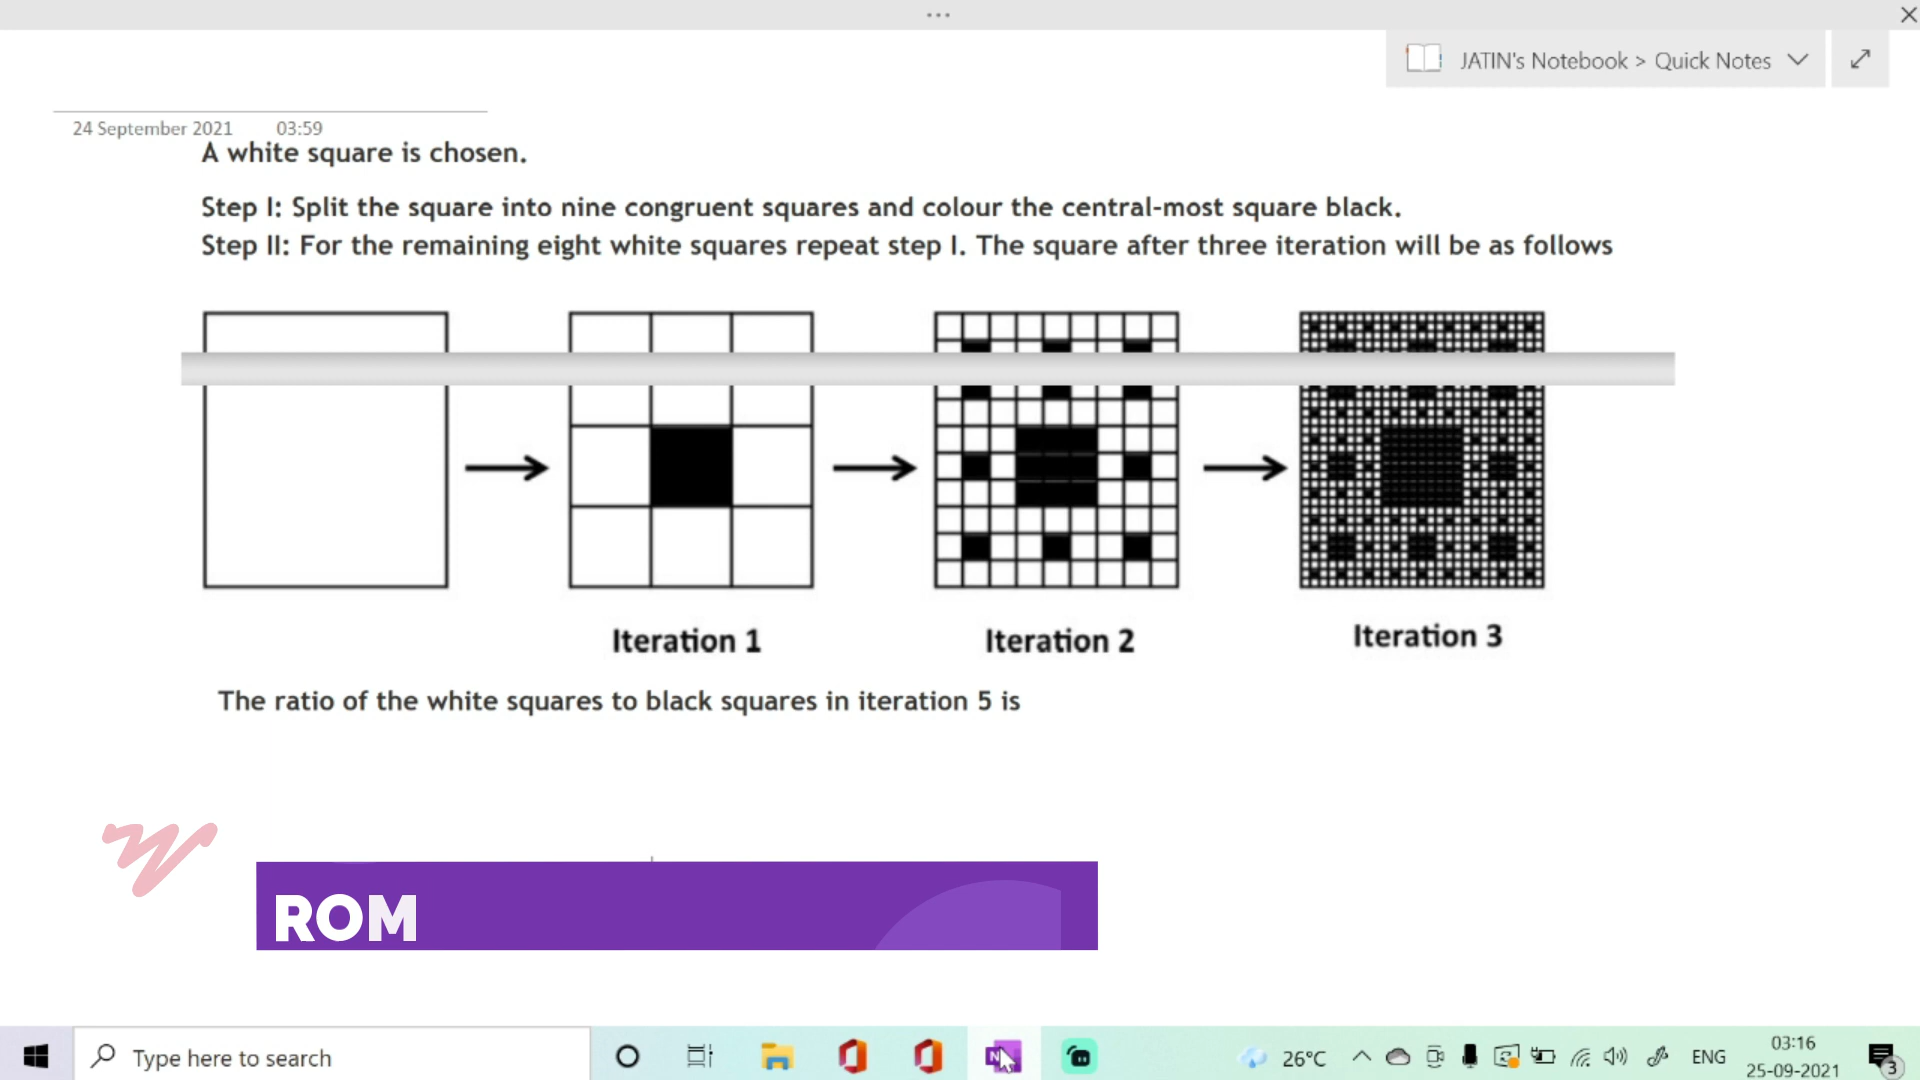 JATIN's Notebook > Quick Notes
24 September 2021 03:59
A white square is chosen.
Step I: Split the square into nine congruent squares and colour the central-most square black.
Step II: For the remaining eight white squares repeat step I. The square after three iteration will be as follows
Iteration 1
Iteration 2
Iteration 3
The ratio of the white squares to black squares in iteration 5 is
ROM
Type here to search
26°C
ENG
03:16
25-09-2021
3